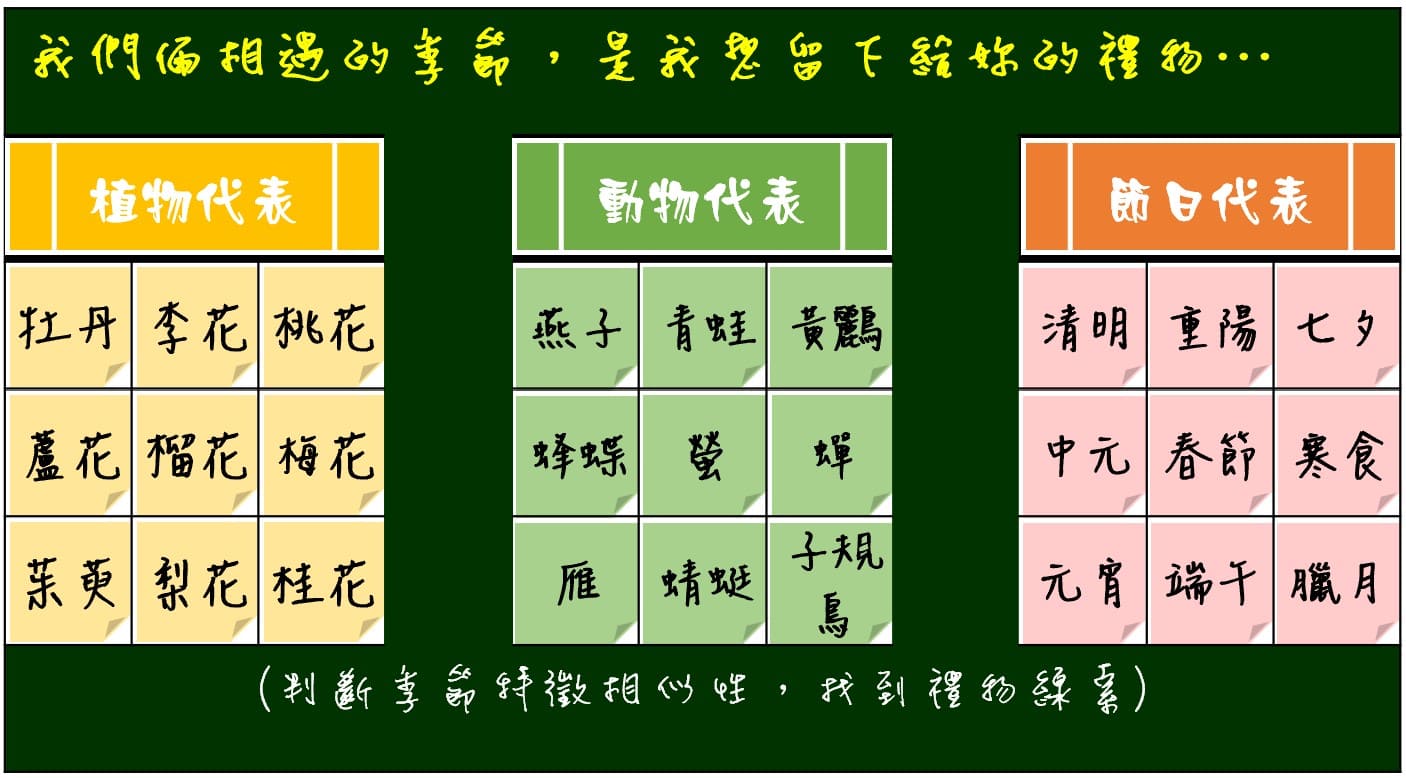 我們倆相遇的季節，是我想留下給妳的禮物…
植物代表
動物代表
節日代表
牡丹 李花 桃花
燕子 青蛙 黃鸝
清明 重陽 七夕
蘆花 榴花 梅花
蜂蝶 螢 蟬
中元 春節 寒食
茱萸 梨花 桂花
雁 蜻蜓 子規鳥
元宵 端午 臘月
(判斷季節特徵相似性，找到禮物線索)